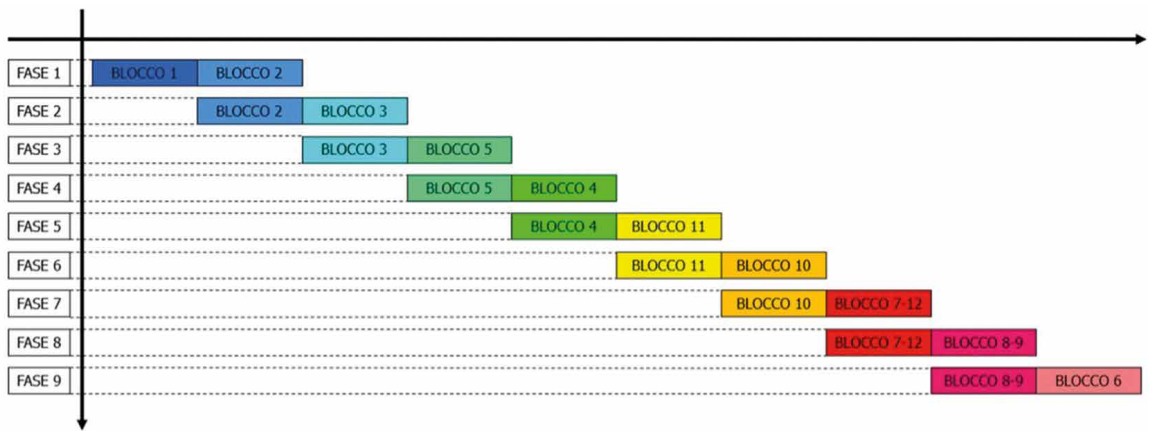 FASE 1 BLOCCO 1 BLOCCO 2
FASE 2 BLOCCO 2 BLOCCO 3
FASE 3 BLOCCO 3 BLOCCO 5
FASE 4 BLOCCO 5 BLOCCO 4
FASE 5 BLOCCO 4 BLOCCO 11
FASE 6 BLOCCO 11 BLOCCO 10
FASE 7 BLOCCO 10 BLOCCO 7-12
FASE 8 BLOCCO 7-12 BLOCCO 8-9
FASE 9 BLOCCO 8-9 BLOCCO 6